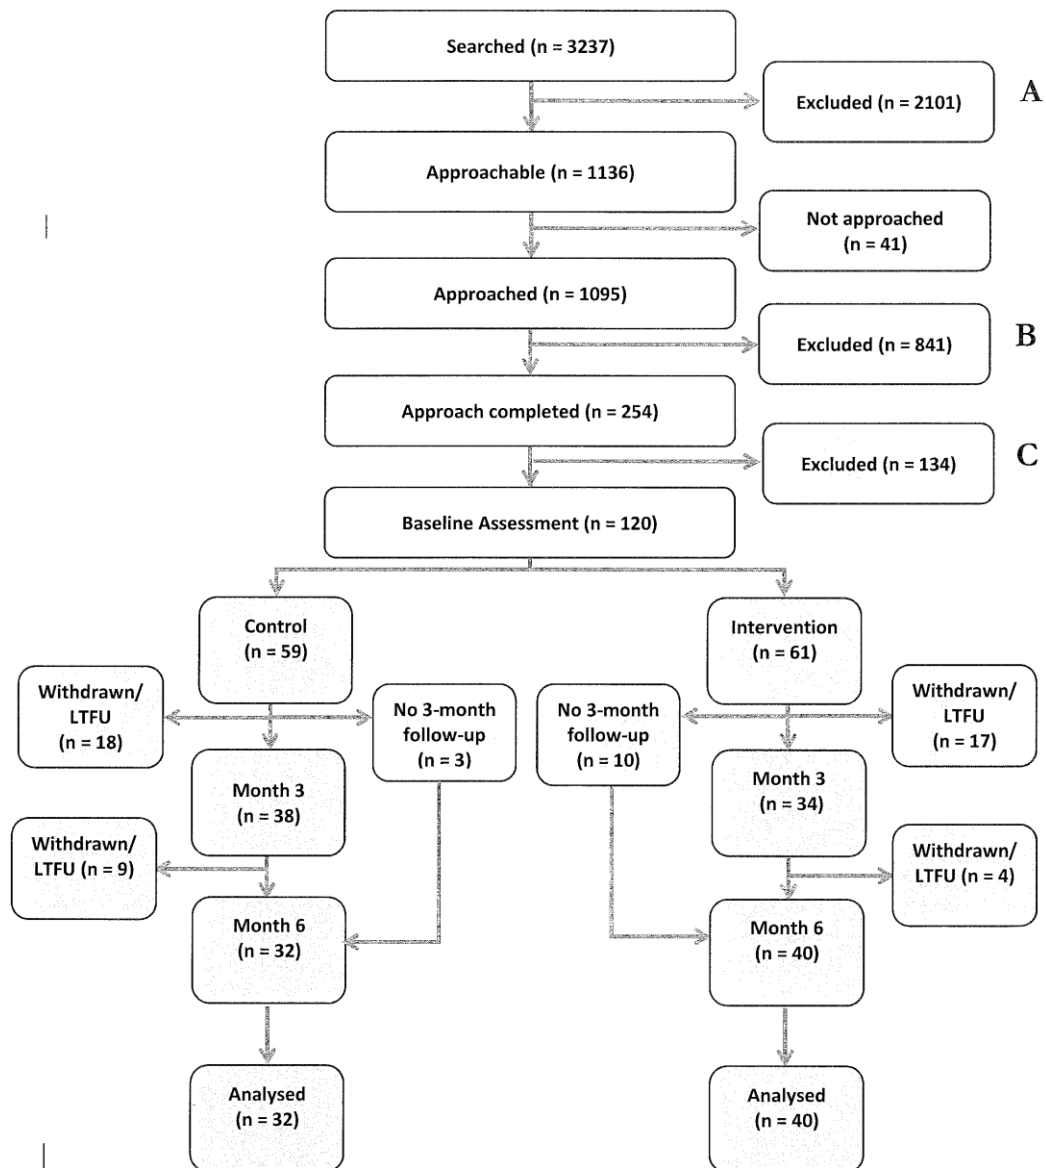 Searched (n = 3237)
Excluded (n = 2101)
A
Approachable (n = 1136)
Not approached
(n = 41)
Approached (n = 1095)
Excluded (n = 841)
B
Approach completed (n = 254)
Excluded (n = 134)
C
Baseline Assessment (n = 120)
Control
(n = 59)
Intervention
(n = 61)
Withdrawn/
LTFU
(n = 18)
No 3-month
follow-up
(n = 3)
No 3-month
follow-up
(n = 10)
Withdrawn/
LTFU
(n = 17)
Month 3
(n = 38)
Month 3
(n = 34)
Withdrawn/
LTFU (n = 9)
Withdrawn/
LTFU (n = 4)
Month 6
(n = 32)
Month 6
(n = 40)
Analysed
(n = 32)
Analysed
(n = 40)